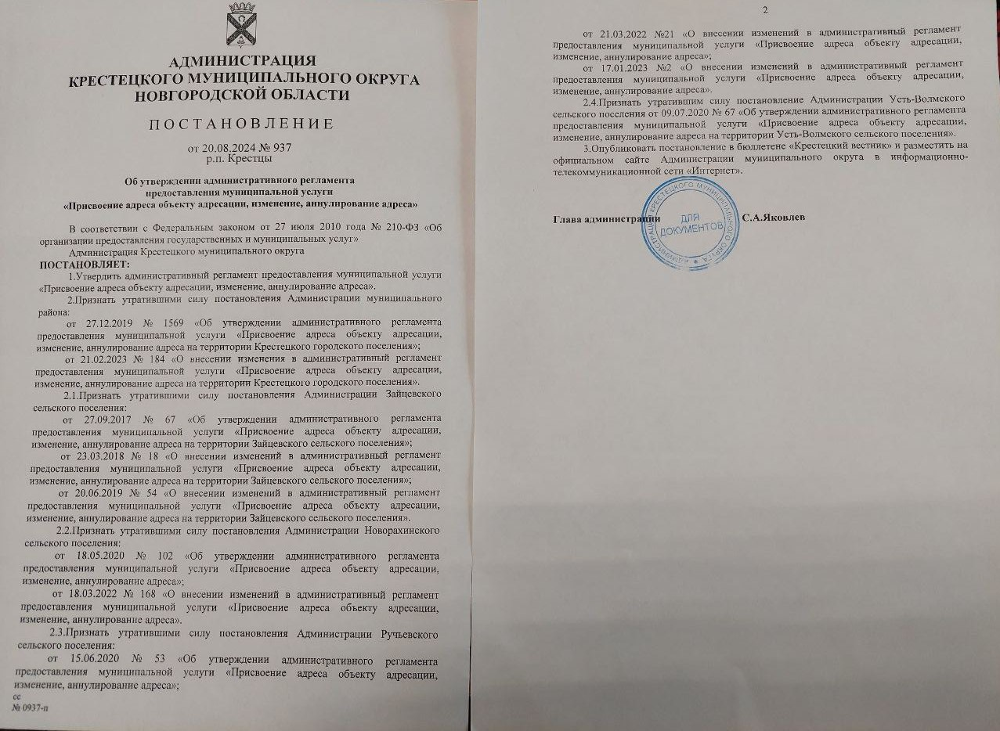 АДМИНИСТРАЦИЯ
КРЕСТЕЦКОГО МУНИЦИПАЛЬНОГО ОКРУГА
НОВГОРОДСКОЙ ОБЛАСТИ
ПОСТАНОВЛЕНИЕ
от 20.08.2024 № 937
р.п. Крестцы
Об утверждении административного регламента
предоставления муниципальной услуги
«Присвоение адреса объекту адресации, изменение, аннулирование адреса»
В соответствии с Федеральным законом от 27 июля 2010 года № 210-ФЗ «Об
организации предоставления государственных и муниципальных услуг»
Администрация Крестецкого муниципального округа
ПОСТАНОВЛЯЕТ:
1.Утвердить административный регламент предоставления муниципальной услуги
«Присвоение адреса объекту адресации, изменение, аннулирование адреса».
2.Признать утратившими силу постановления Администрации муниципального
района:
от 27.12.2019 № 1569 «Об утверждении административного регламента
предоставления муниципальной услуги «Присвоение адреса объекту адресации,
изменение, аннулирование адреса на территории Крестецкого городского поселения»;
от 21.02.2023 № 184 «О внесении изменения в административный регламент
предоставления муниципальной услуги «Присвоение адреса объекту адресации,
изменение, аннулирование адреса на территории Крестецкого городского поселения».
2.1.Признать утратившими силу постановления Администрации Зайцевского
сельского поселения:
от 27.09.2017 № 67 «Об утверждении административного регламента
предоставления муниципальной услуги «Присвоение адреса объекту адресации,
изменение, аннулирование адреса на территории Зайцевского сельского поселения»;
от 23.03.2018 № 18 «О внесении изменений в административный регламент
предоставления муниципальной услуги «Присвоение адреса объекту адресации,
изменение, аннулирование адреса на территории Зайцевского сельского поселения»;
от 20.06.2019 № 54 «О внесении изменений в административный регламент
предоставления муниципальной услуги «Присвоение адреса объекту адресации,
изменение, аннулирование адреса на территории Зайцевского сельского поселения».
2.2.Признать утратившими силу постановления Администрации Новорахинского
сельского поселения:
от 18.05.2020 № 102 «Об утверждении административного регламента
предоставления муниципальной услуги «Присвоение адреса объекту адресации,
изменение, аннулирование адреса»;
от 18.03.2022 № 168 «О внесении изменений в административный регламент
предоставления муниципальной услуги «Присвоение адреса объекту адресации,
изменение, аннулирование адреса».
2.3.Признать утратившими силу постановления Администрации Ручьевского
сельского поселения:
от 15.06.2020 № 53 «Об утверждении административного регламента
предоставления муниципальной услуги «Присвоение адреса объекту адресации,
изменение, аннулирование адреса»;
сс
№ 0937-п
2
от 21.03.2022 №21 «О внесении изменений в административный регламент
предоставления муниципальной услуги «Присвоение адреса объекту адресации,
изменение, аннулирование адреса»;
от 17.01.2023 №2 «О внесении изменений в административный регламент
предоставления муниципальной услуги «Присвоение адреса объекту адресации,
изменение, аннулирование адреса».
2.4.Признать утратившим силу постановление Администрации Усть-Волмского
сельского поселения от 09.07.2020 № 67 «Об утверждении административного регламента
предоставления муниципальной услуги «Присвоение адреса объекту адресации,
изменение, аннулирование адреса на территории Усть-Волмского сельского поселения».
3.Опубликовать постановление в бюллетене «Крестецкий вестник» и разместить на
официальном сайте Администрации муниципального округа в информационно-
телекоммуникационной сети «Интернет».
Глава администрации С.А.Яковлев
АДМИНИСТРАЦИЯ КРЕСТЕЦКОГО МУНИЦИПАЛЬНОГО ОКРУГА
ДЛЯ
ДОКУМЕНТОВ